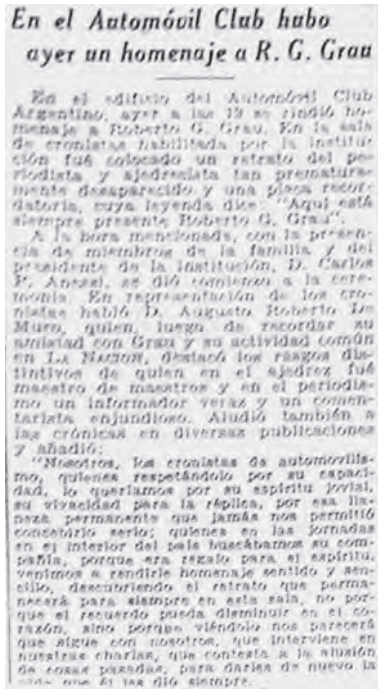 En el Automóvil Club hubo
ayer un homenaje a R. G. Grau
En el edificio del Automóvil Club
Argentino, ayer a las 19 se rindió ho-
menaje a Roberto G. Grau. En la sala
de cronistas habilitada por la institu-
ción fué colocado un retrato del pe-
riodista y ajedrecista tan prematura-
mente desaparecido y una placa recor-
datoria, cuya leyenda dice: "Aquí está
siempre presente Roberto G. Grau".
A la hora mencionada, con la presen-
cia de miembros de la familia y del
presidente de la institución, D. Carlos
P. Anesi, se dió comienzo a la cere-
monia. En representación de los cro-
nistas habló D. Augusto Roberto De
Muro, quien, luego de recordar su
amistad con Grau y su actividad común
en LA NACION, destacó los rasgos dis-
tintivos de quien en el ajedrez fué
maestro de maestros y en el periodis-
mo un informador veraz y un comen-
tarista enjundioso. Aludió también a
las crónicas en diversas publicaciones
y añadió:
"Nosotros, los cronistas de automovilis-
mo, quienes respetándolo por su capaci-
dad, lo queríamos por su espíritu jovial,
su vivacidad para la réplica, por esa lla-
neza permanente que jamás nos permitió
concebirlo serio; quienes en las jornadas
en el interior del país buscábamos su com-
pañía, porque era regalo para el espíritu,
venimos a rendirle homenaje sentido y sen-
cillo, descubriendo el retrato que perma-
necerá para siempre en esta sala, no por-
que el recuerdo pueda disminuir en el co-
razón, sino porque viéndolo nos parecerá
que sigue con nosotros, que interviene en
nuestras charlas, que contesta a la alusión
de cosas pasadas, para darles de nuevo la
que él les dió siempre.